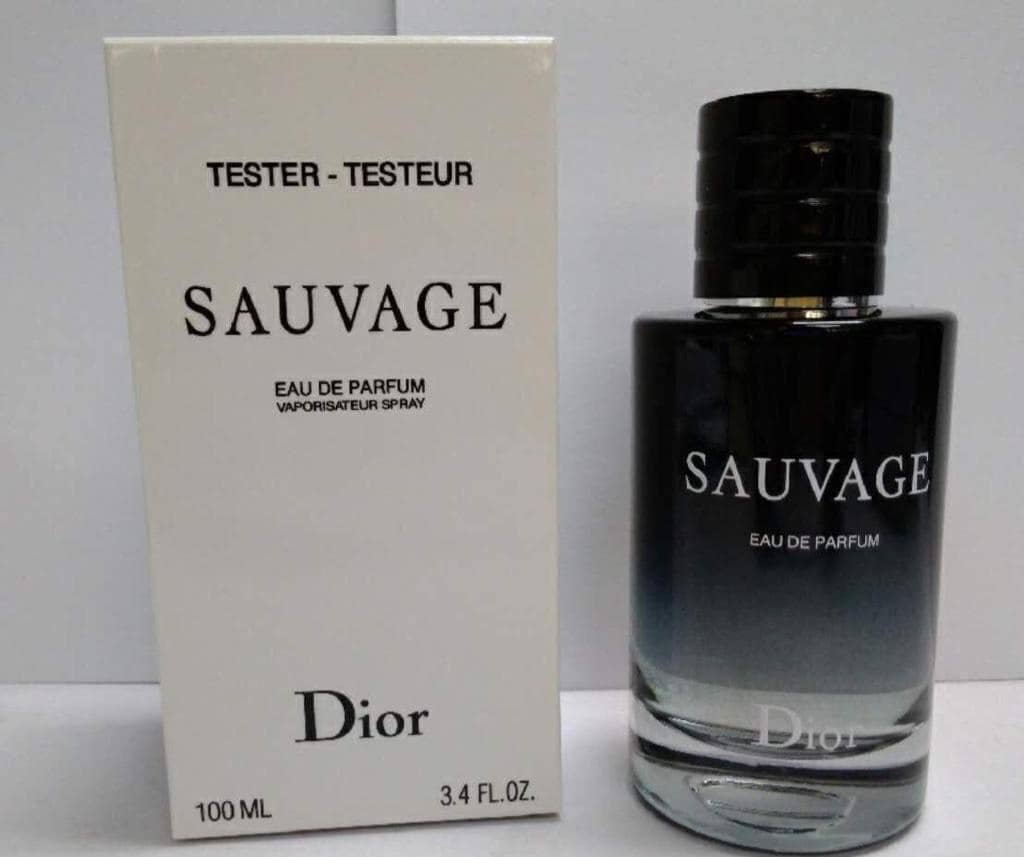 TESTER - TESTEUR
SAUVAGE
EAU DE PARFUM
VAPORISATEUR SPRAY
Dior
100 ML
3.4 FL.OZ.
SAUVAGE
EAU DE PARFUM
Dior